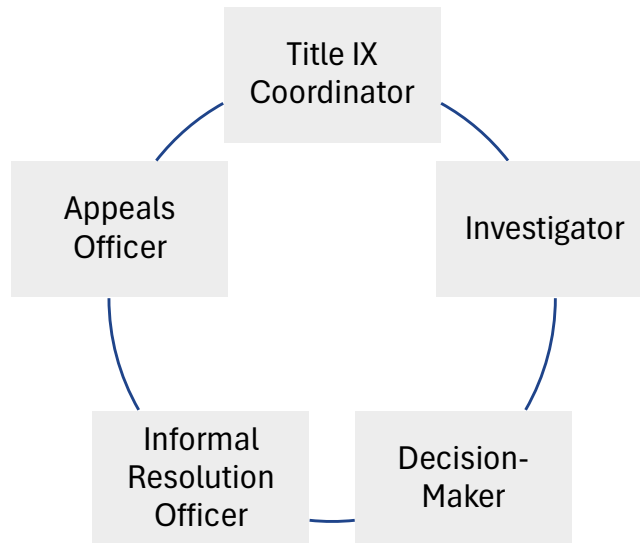 Title IX
Coordinator
Investigator
Decision-
Maker
Informal
Resolution
Officer
Appeals
Officer